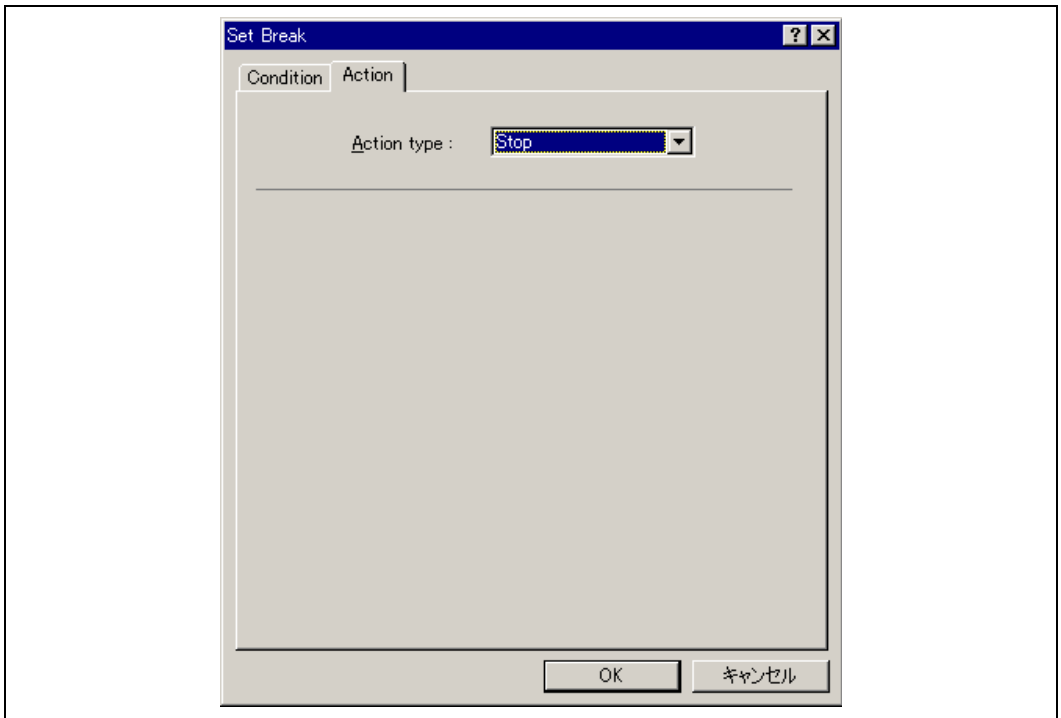 Set Break
Condition Action
Action type :
Stop
OK キャンセル